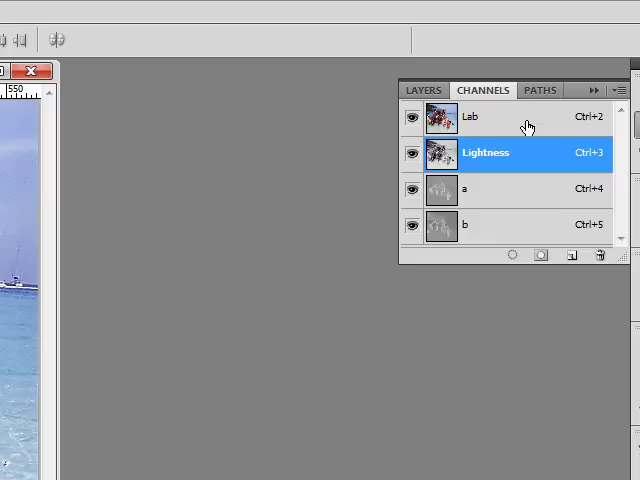 550
LAYERS CHANNELS PATHS
Lab Ctrl+2
Lightness Ctrl+3
a Ctrl+4
b Ctrl+5